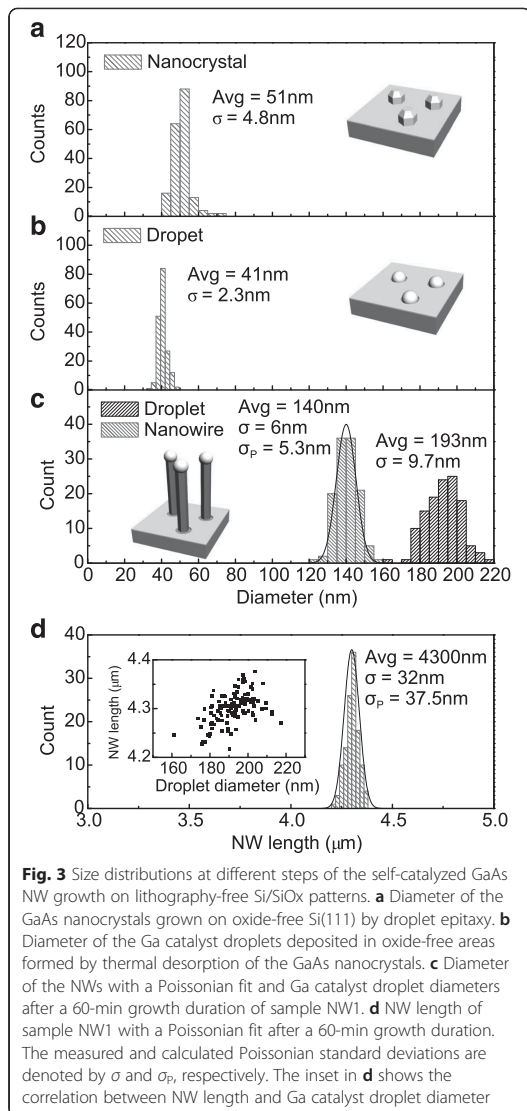 a
120
100
80
60
40
20
0
Counts
Nanocrystal
Avg = 51nm
σ = 4.8nm
b
80
60
40
20
0
Counts
Dropet
Avg = 41nm
σ = 2.3nm
c
40
30
20
10
0
Count
Droplet
Nanowire
Avg = 140nm
σ = 6nm
σP = 5.3nm
Avg = 193nm
σ = 9.7nm
0 20 40 60 80 100 120 140 160 180 200 220
Diameter (nm)
d
40
30
20
10
0
Count
4.4
4.3
4.2
NW length (μm)
160 180 200 220
Droplet diameter (nm)
Avg = 4300nm
σ = 32nm
σP = 37.5nm
3.0 3.5 4.0 4.5 5.0
NW length (μm)
Fig. 3 Size distributions at different steps of the self-catalyzed GaAs
NW growth on lithography-free Si/SiOx patterns. a Diameter of the
GaAs nanocrystals grown on oxide-free Si(111) by droplet epitaxy. b
Diameter of the Ga catalyst droplets deposited in oxide-free areas
formed by thermal desorption of the GaAs nanocrystals. c Diameter
of the NWs with a Poissonian fit and Ga catalyst droplet diameters
after a 60-min growth duration of sample NW1. d NW length of
sample NW1 with a Poissonian fit after a 60-min growth duration.
The measured and calculated Poissonian standard deviations are
denoted by σ and σP, respectively. The inset in d shows the
correlation between NW length and Ga catalyst droplet diameter